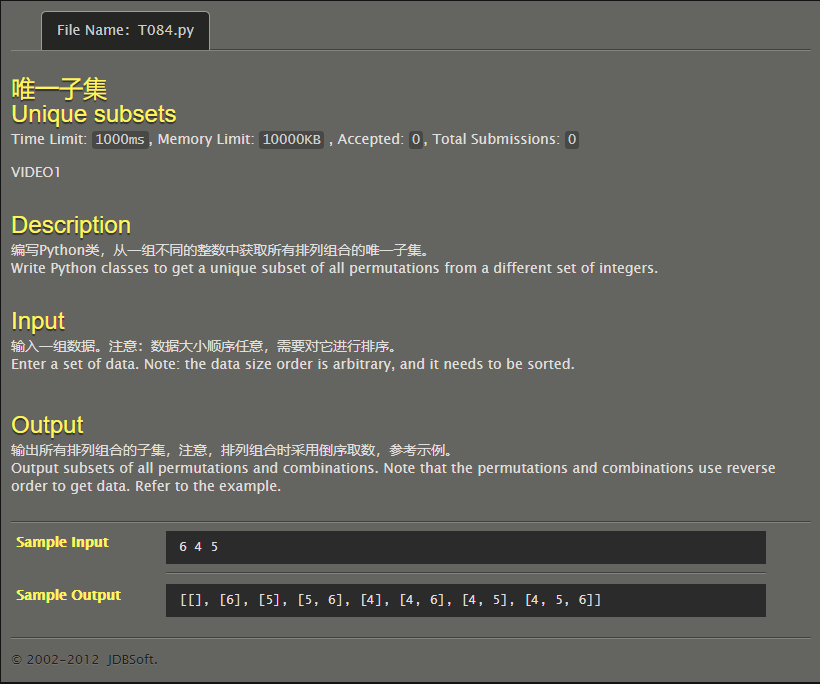 File Name: T084.py
唯一子集
Unique subsets
Time Limit: 1000ms, Memory Limit: 10000KB , Accepted: 0, Total Submissions: 0
VIDEO1
Description
编写Python类，从一组不同的整数中获取所有排列组合的唯一子集。
Write Python classes to get a unique subset of all permutations from a different set of integers.
Input
输入一组数据。注意：数据大小顺序任意，需要对它进行排序。
Enter a set of data. Note: the data size order is arbitrary, and it needs to be sorted.
Output
输出所有排列组合的子集，注意，排列组合时采用倒序取数，参考示例。
Output subsets of all permutations and combinations. Note that the permutations and combinations use reverse
order to get data. Refer to the example.
Sample Input
6 4 5
Sample Output
[[], [6], [5], [5, 6], [4], [4, 6], [4, 5], [4, 5, 6]]
© 2002-2012 JDBSoft.